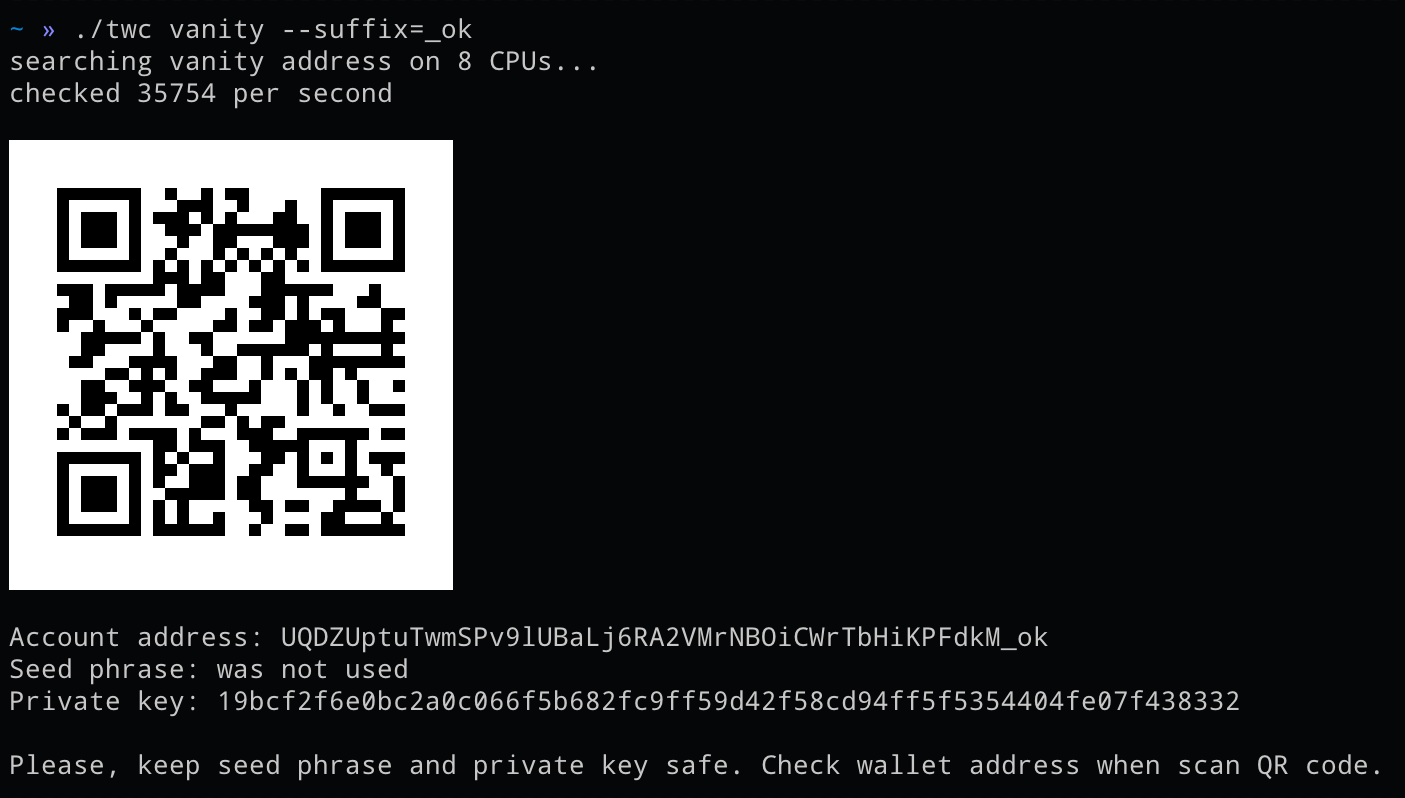 ~ » ./twc vanity --suffix=_ok
searching vanity address on 8 CPUs...
checked 35754 per second
Account address: UQDZUptuTwmSPv9lUBaLj6RA2VMrNBOiCWrTbHiKPFdkM_ok
Seed phrase: was not used
Private key: 19bcf2f6e0bc2a0c066f5b682fc9ff59d42f58cd94ff5f5354404fe07f438332
Please, keep seed phrase and private key safe. Check wallet address when scan QR code.